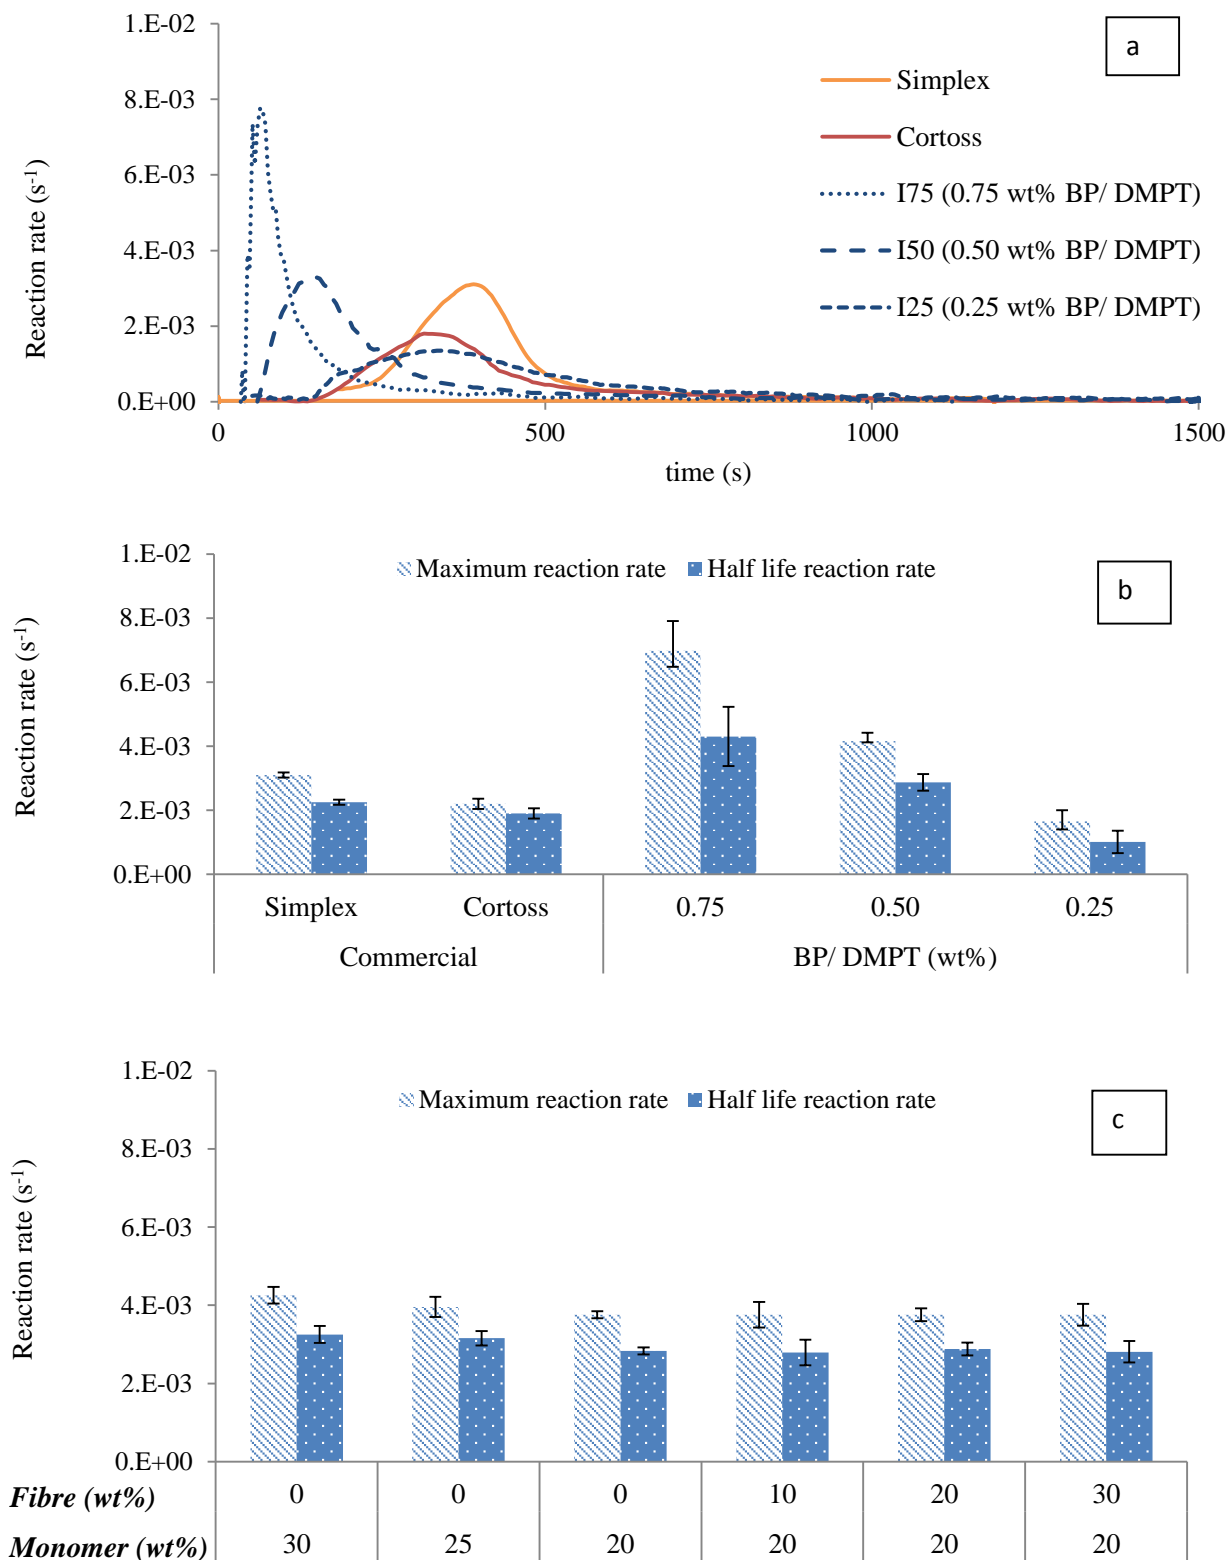 1.E-02
a
Simplex
8.E-03
Cortoss
6.E-03
I75 (0.75 wt% BP/ DMPT)
4.E-03
I50 (0.50 wt% BP/ DMPT)
2.E-03
I25 (0.25 wt% BP/ DMPT)
0.E+00
Reaction rate (s-1)
0 500 1000 1500
time (s)
1.E-02
Maximum reaction rate Half life reaction rate
b
8.E-03
6.E-03
4.E-03
2.E-03
0.E+00
Reaction rate (s-1)
Simplex Cortoss 0.75 0.50 0.25
Commercial BP/ DMPT (wt%)
1.E-02
Maximum reaction rate Half life reaction rate
c
8.E-03
6.E-03
4.E-03
2.E-03
0.E+00
Reaction rate (s-1)
Fibre (wt%) 0 0 0 10 20 30
Monomer (wt%) 30 25 20 20 20 20